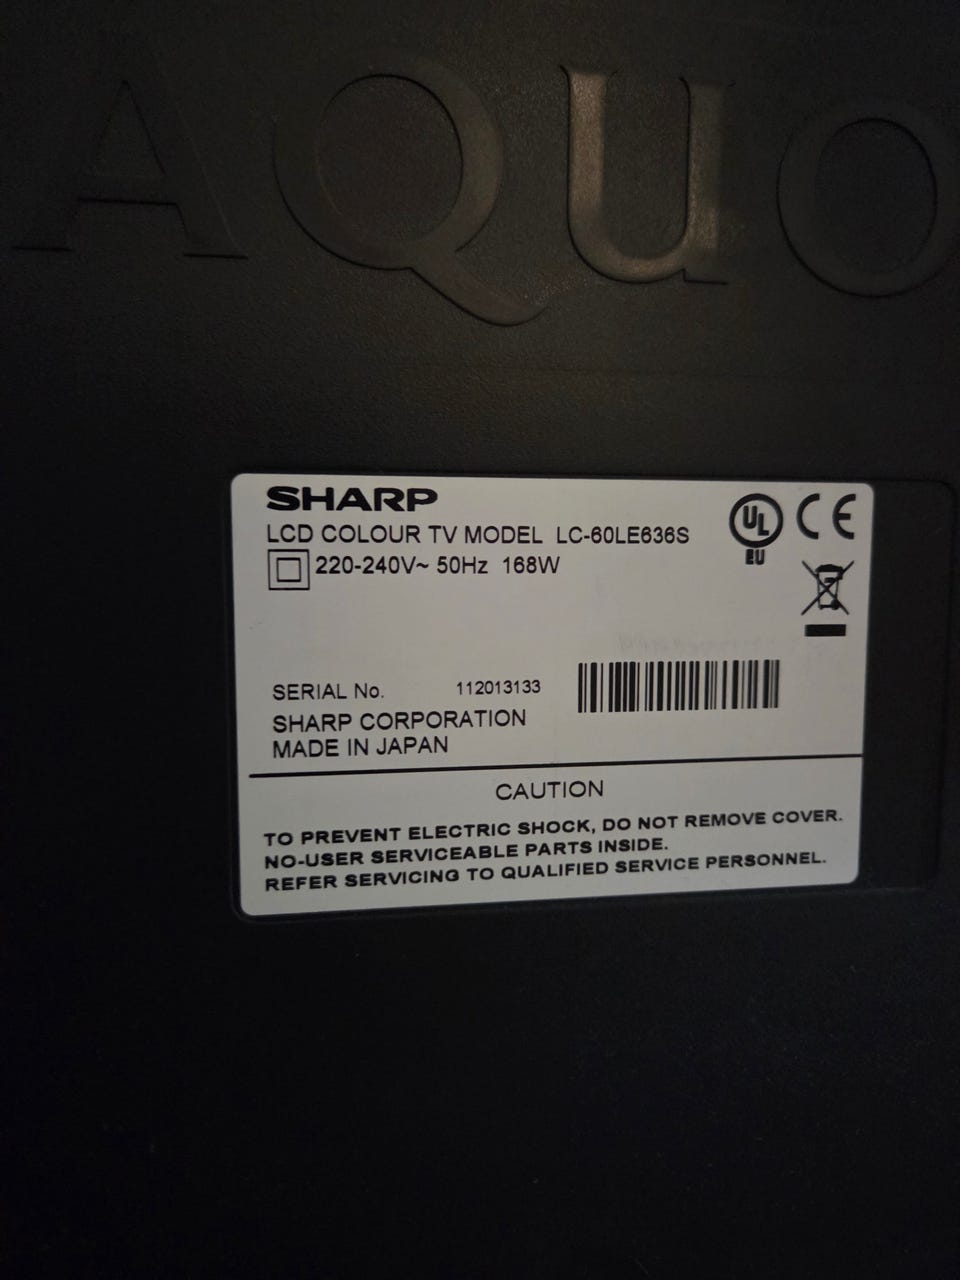 AQUO
SHARP
LCD COLOUR TV MODEL LC-60LE636S
220-240V~ 50Hz 168W
UL
EU
CE
SERIAL No. 112013133
SHARP CORPORATION
MADE IN JAPAN
CAUTION
TO PREVENT ELECTRIC SHOCK, DO NOT REMOVE COVER.
NO-USER SERVICEABLE PARTS INSIDE.
REFER SERVICING TO QUALIFIED SERVICE PERSONNEL.